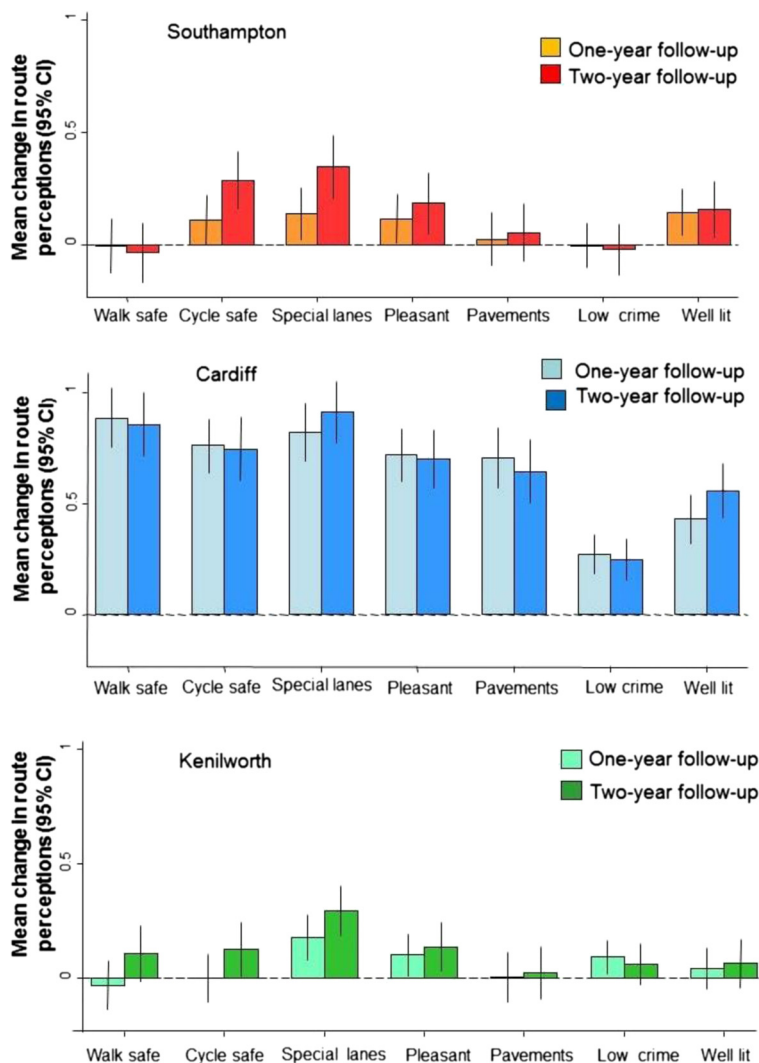 Southampton
One-year follow-up
Two-year follow-up
Mean change In route
perceptions (95% CI)
1
0.5
0
Walk safe Cycle safe Special lanes Pleasant Pavements Low crime Well lit
Cardiff
One-year follow-up
Two-year follow-up
Mean change In route
perceptions (95% CI)
1
0.5
0
Walk safe Cycle safe Special lanes Pleasant Pavements Low crime Well lit
Kenilworth
One-year follow-up
Two-year follow-up
Mean change In route
perceptions (95% CI)
1
0.5
0
Walk safe Cycle safe Special lanes Pleasant Pavements Low crime Well lit